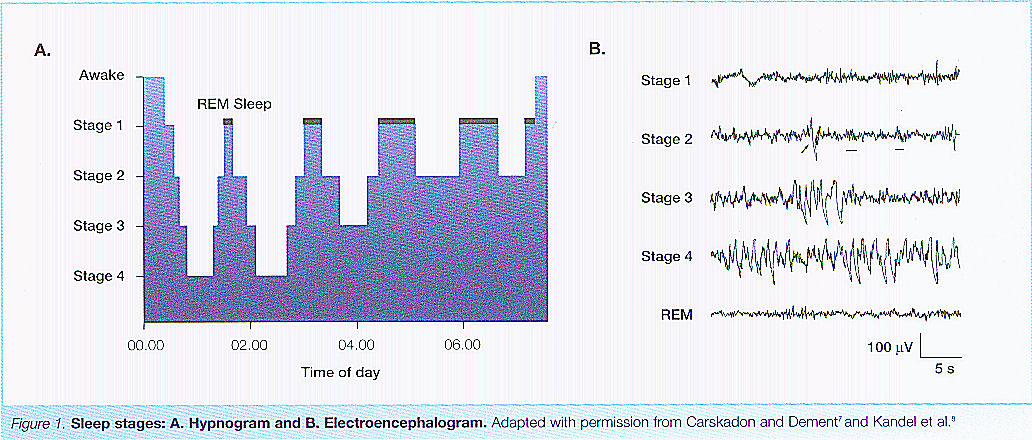 A.
Awake
REM Sleep
Stage 1
Stage 2
Stage 3
Stage 4
00.00 02.00 04.00 06.00
Time of day
B.
Stage 1
Stage 2
Stage 3
Stage 4
REM
100 µV
5 s
Figure 1. Sleep stages: A. Hypnogram and B. Electroencephalogram. Adapted with permission from Carskadon and Dement⁷ and Kandel et al.